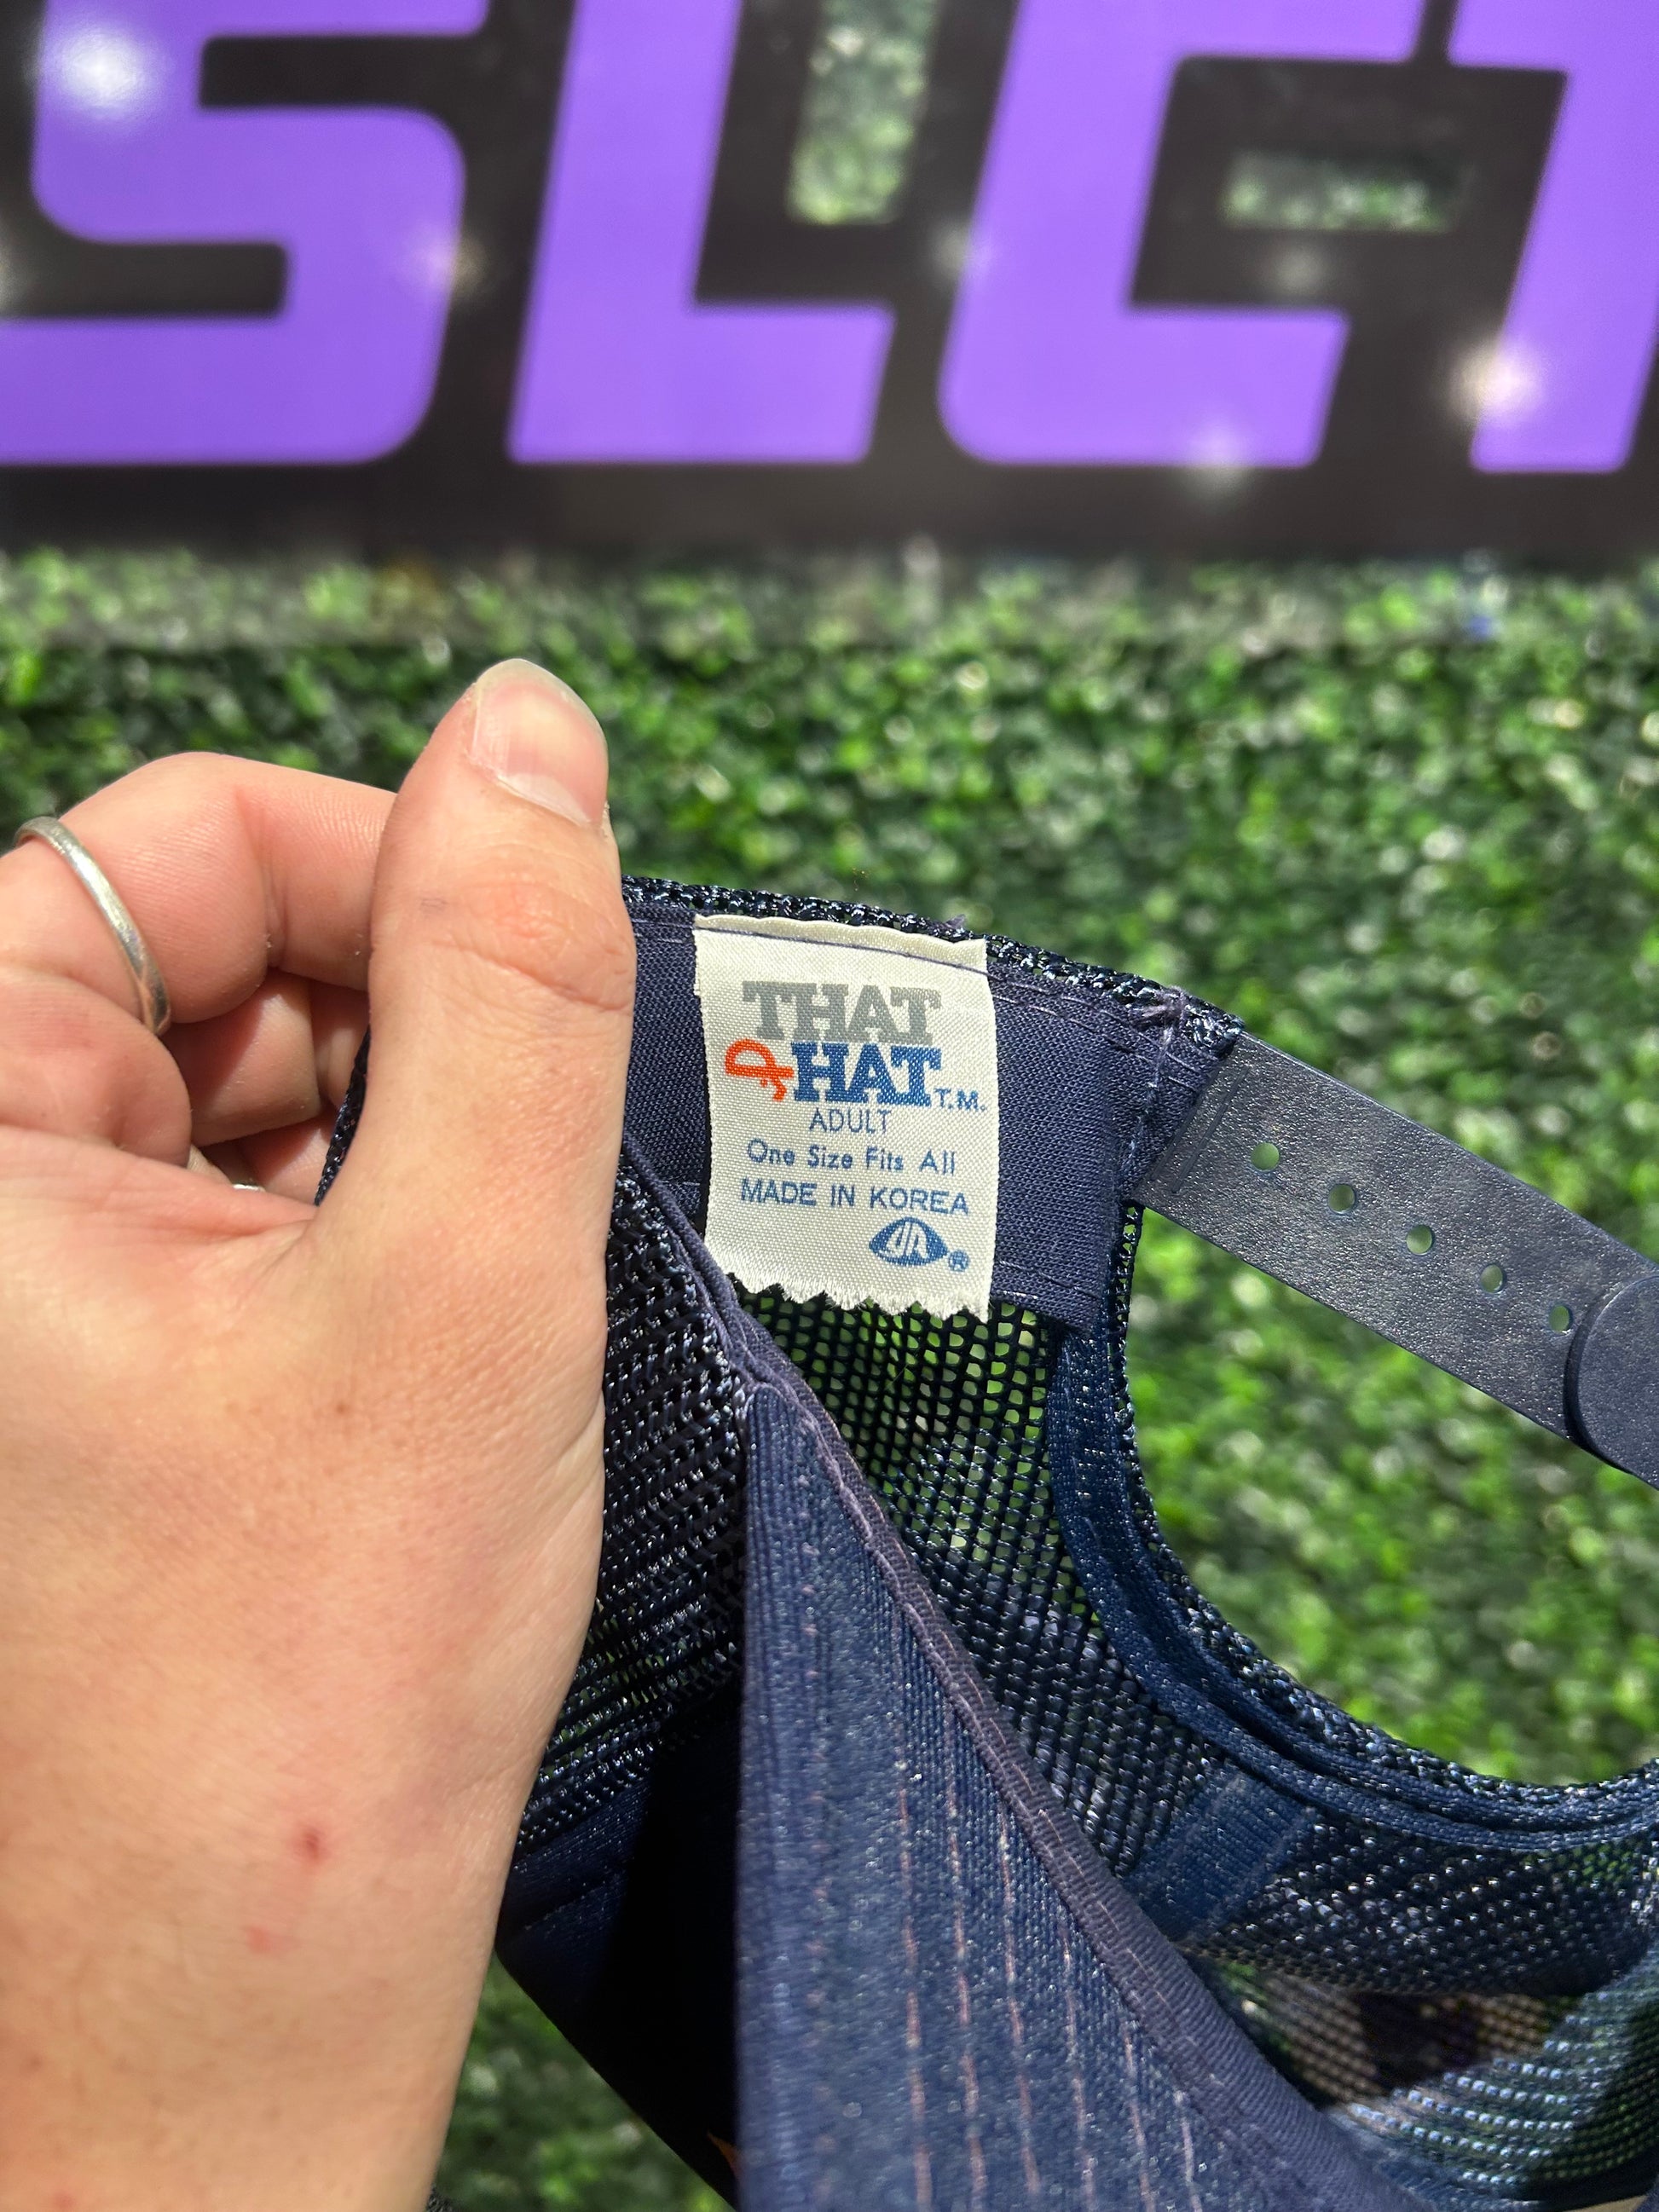 THAT
HAT T.M.
ADULT
One Size Fits All
MADE IN KOREA
®